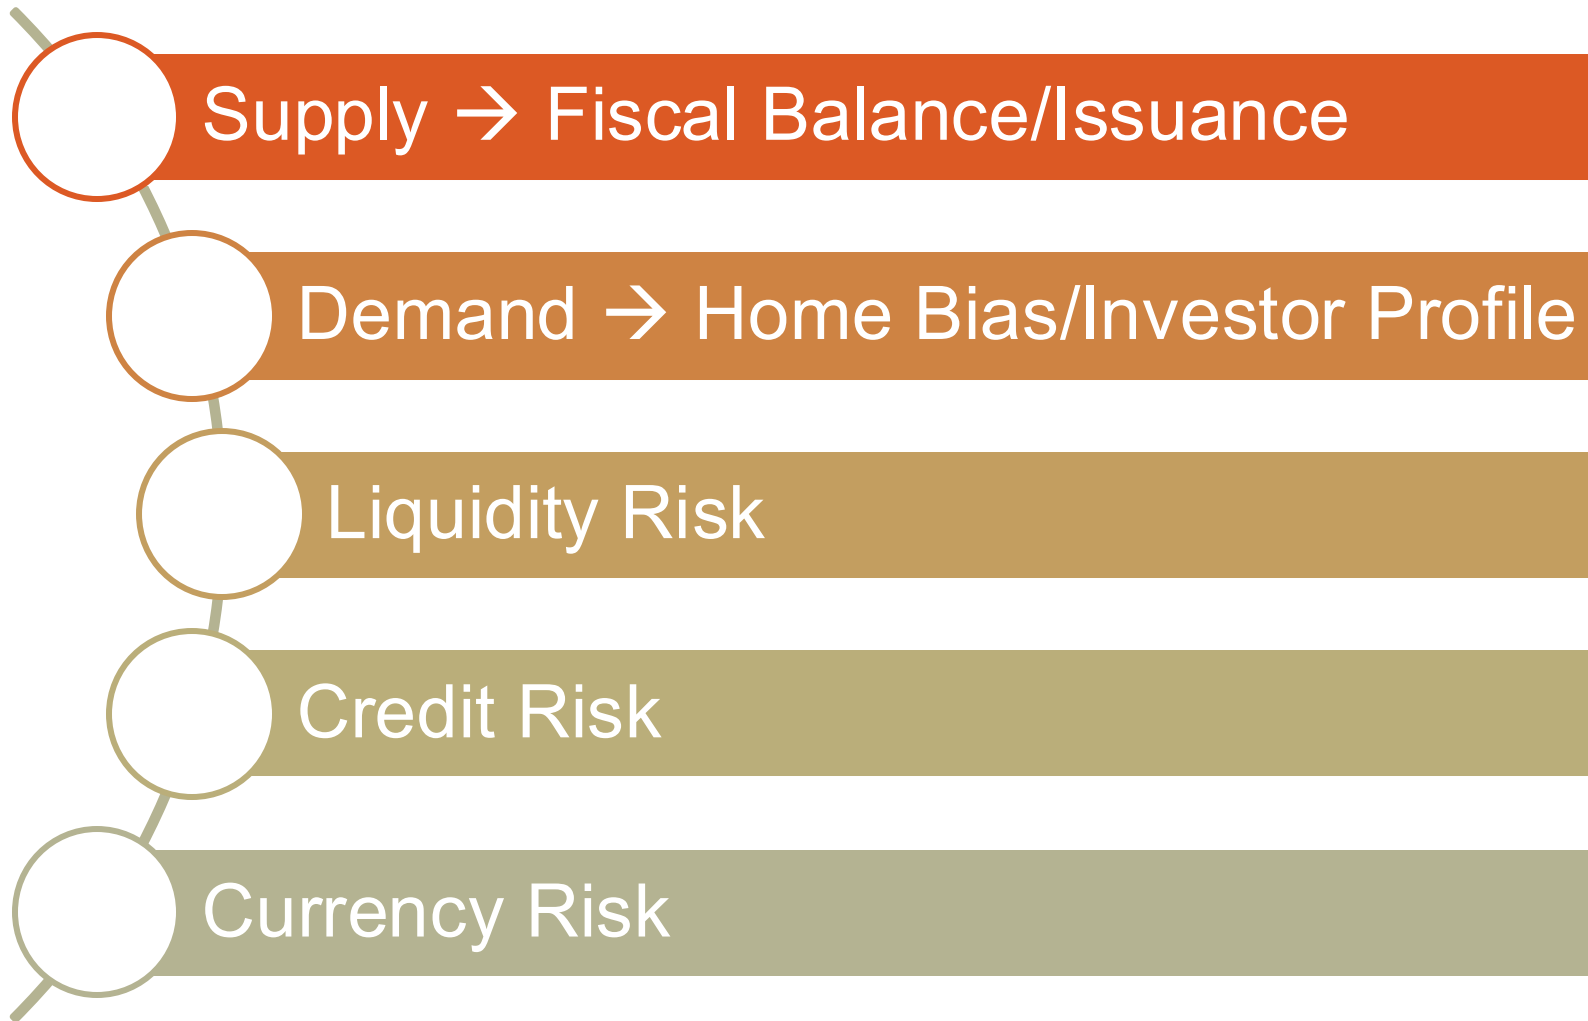 Supply → Fiscal Balance/Issuance
Demand → Home Bias/Investor Profile
Liquidity Risk
Credit Risk
Currency Risk